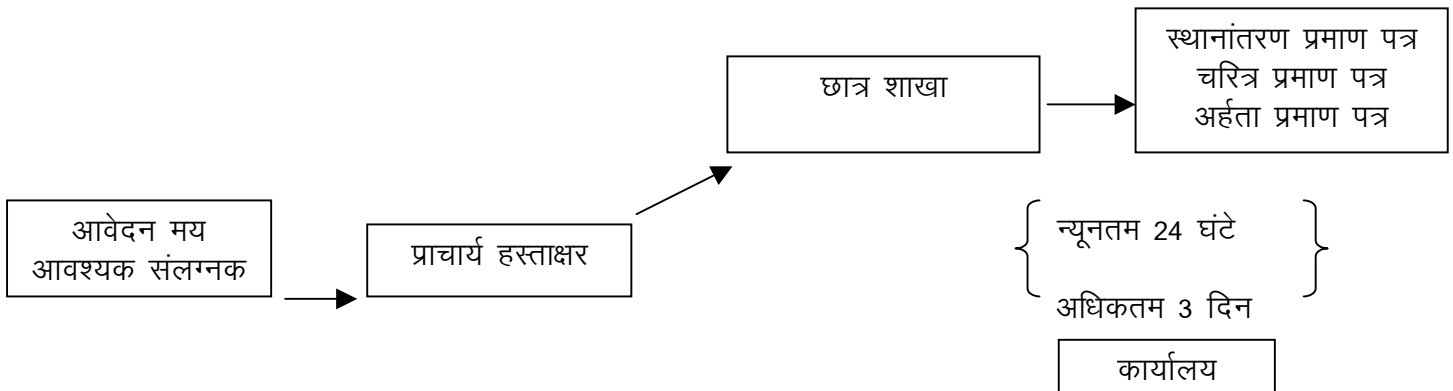 स्थानांतरण प्रमाण पत्र
चरित्र प्रमाण पत्र
अर्हता प्रमाण पत्र
छात्र शाखा
आवेदन मय
आवश्यक संलग्नक
प्राचार्य हस्ताक्षर
न्यूनतम 24 घंटे
अधिकतम 3 दिन
कार्यालय